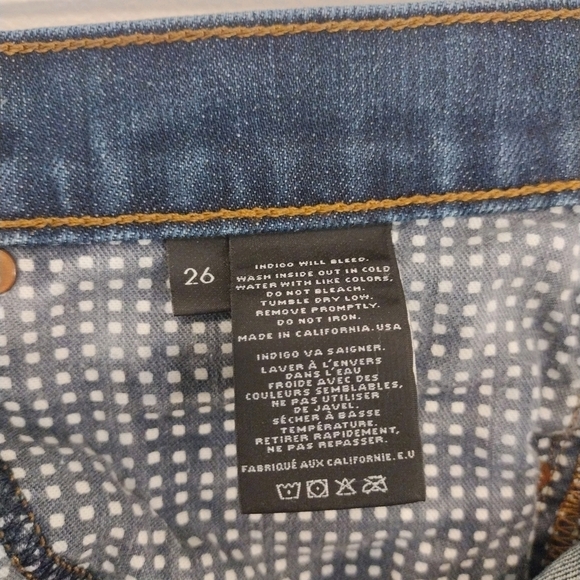 26
INDIGO WILL BLEED.
WASH INSIDE OUT IN COLD
WATER WITH LIKE COLORS,
DO NOT BLEACH.
TUMBLE DRY LOW.
REMOVE PROMPTLY.
DO NOT IRON.
MADE IN CALIFORNIA.USA
INDIGO VA SAIGNER.
LAVER À L'ENVERS
DANS L'EAU
FROIDE AVEC DES
COULEURS SEMBLABLES,
NE PAS UTILISER
DE JAVEL.
SÉCHER À BASSE
TEMPÉRATURE.
RETIRER RAPIDEMENT,
NE PAS REPASSER.
FABRIQUÉ AUX CALIFORNIE.E.U